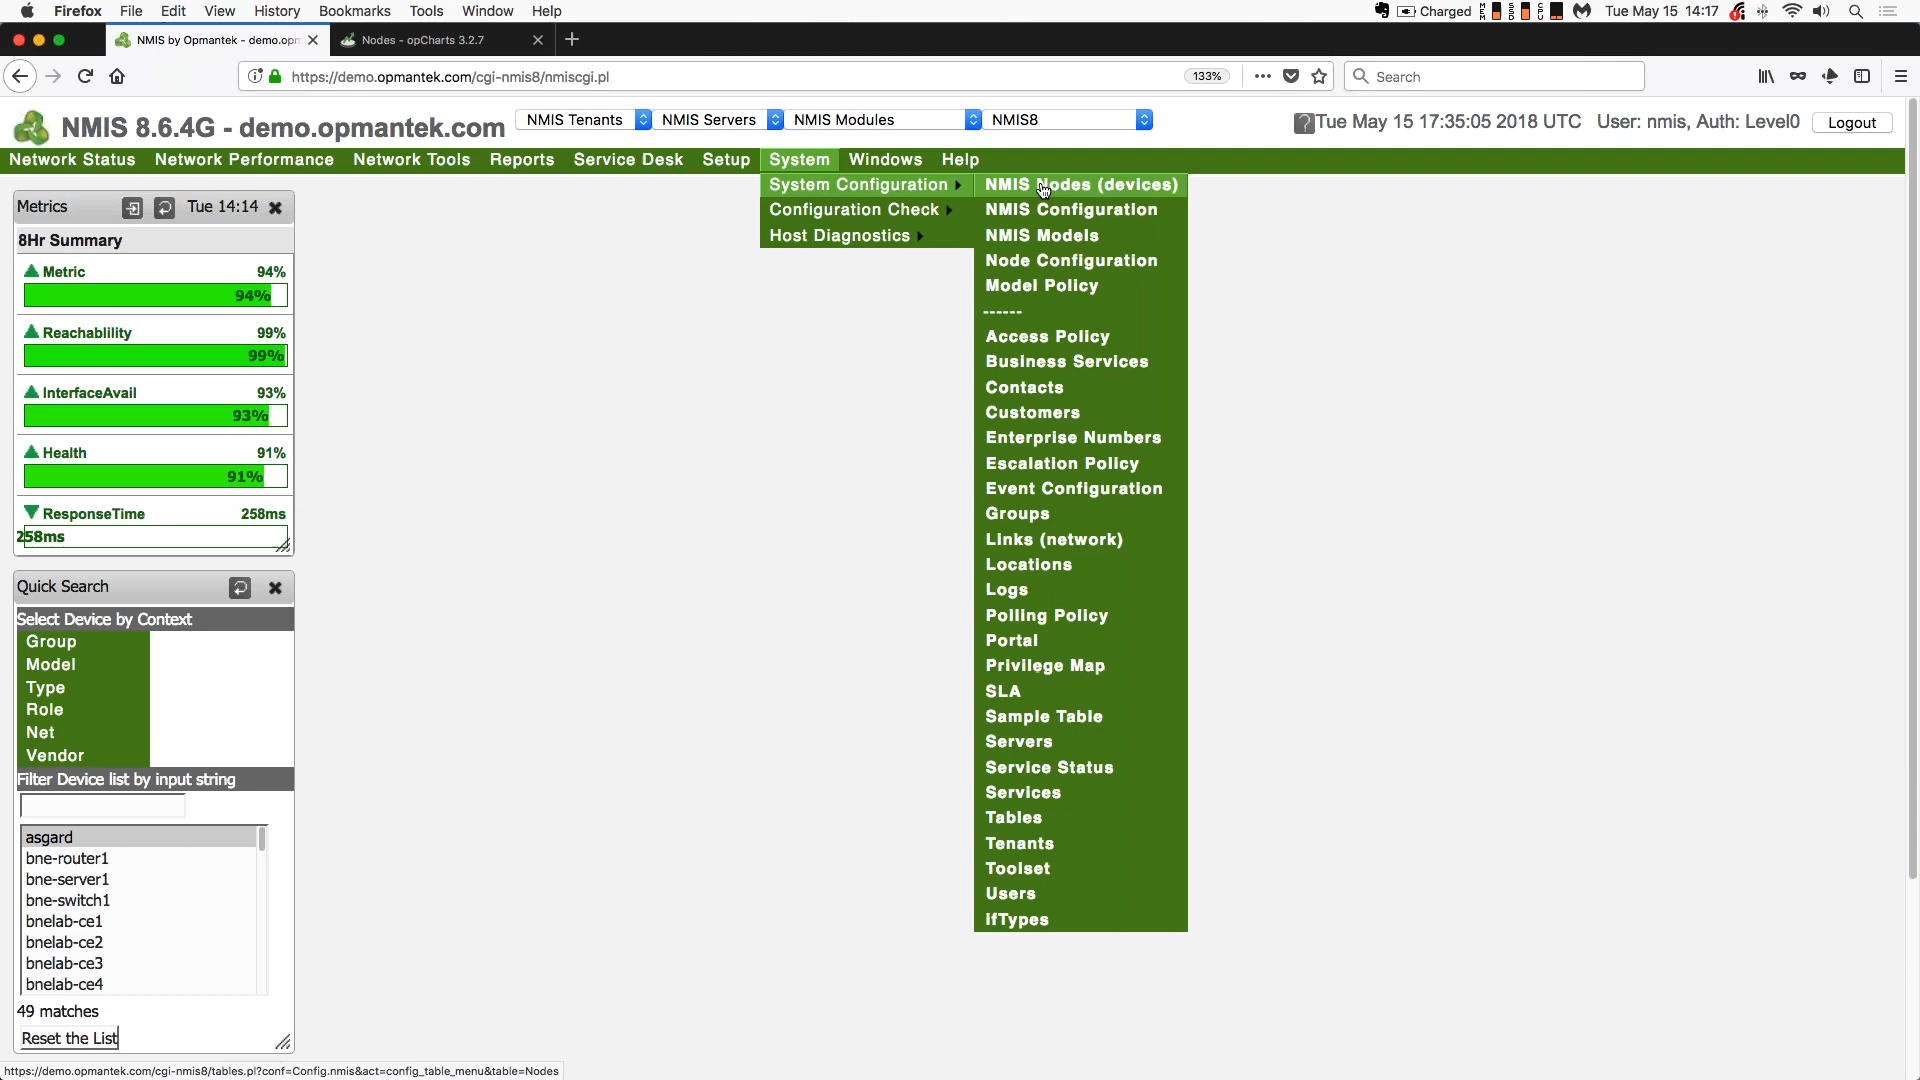 Firefox File Edit View History Bookmarks Tools Window Help
Charged Tue May 15 14:17
NMIS by Opmantek - demo.opm
Nodes - opCharts 3.2.7
https://demo.opmantek.com/cgi-nmis8/nmiscgi.pl
133%
Search
NMIS 8.6.4G - demo.opmantek.com
NMIS Tenants NMIS Servers NMIS Modules NMIS8
? Tue May 15 17:35:05 2018 UTC User: nmis, Auth: Level0 Logout
Network Status Network Performance Network Tools Reports Service Desk Setup System Windows Help
System Configuration
Configuration Check
Host Diagnostics
NMIS Nodes (devices)
NMIS Configuration
NMIS Models
Node Configuration
Model Policy
------
Access Policy
Business Services
Contacts
Customers
Enterprise Numbers
Escalation Policy
Event Configuration
Groups
Links (network)
Locations
Logs
Polling Policy
Portal
Privilege Map
SLA
Sample Table
Servers
Service Status
Services
Tables
Tenants
Toolset
Users
ifTypes
Metrics Tue 14:14
8Hr Summary
Metric 94%
94%
Reachablility 99%
99%
InterfaceAvail 93%
93%
Health 91%
91%
ResponseTime 258ms
258ms
Quick Search
Select Device by Context
Group
Model
Type
Role
Net
Vendor
Filter Device list by input string
asgard
bne-router1
bne-server1
bne-switch1
bnelab-ce1
bnelab-ce2
bnelab-ce3
bnelab-ce4
49 matches
Reset the List
https://demo.opmantek.com/cgi-nmis8/tables.pl?conf=Config.nmis&act=config_table_menu&table=Nodes